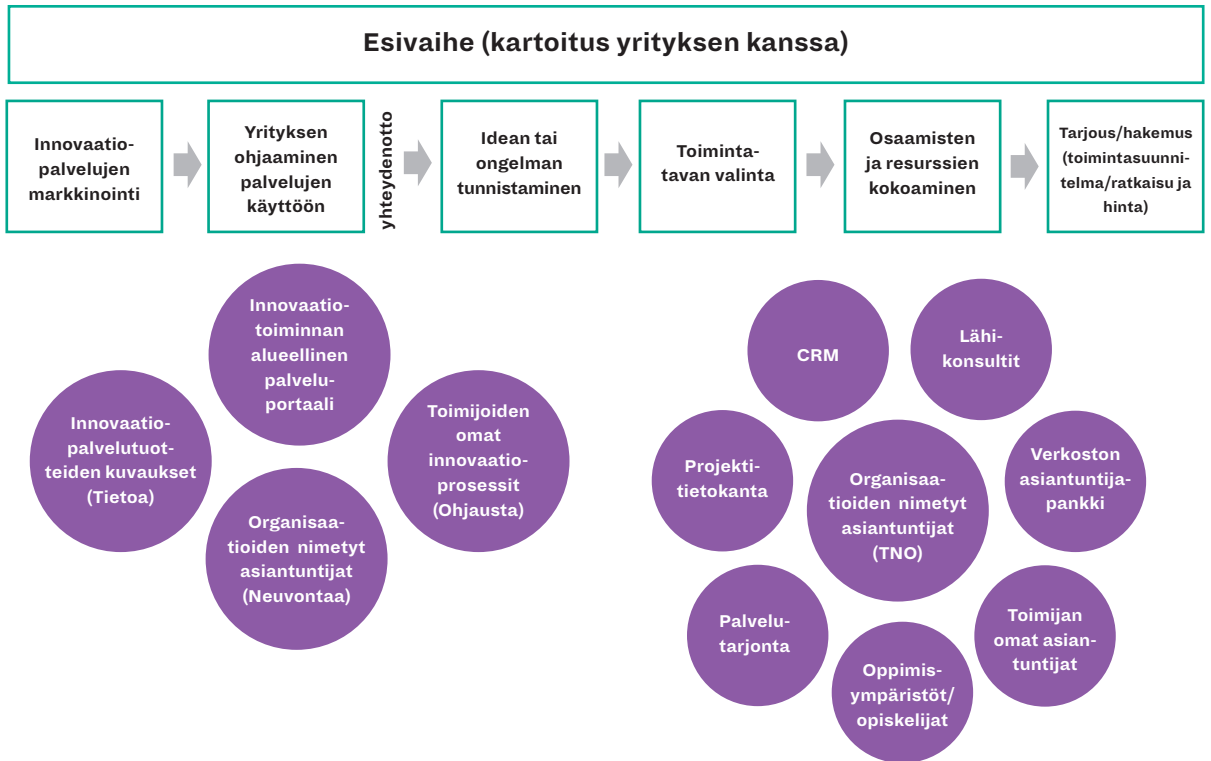 Esivaihe (kartoitus yrityksen kanssa)
Innovaatio-
palvelujen
markkinointi
Yrityksen
ohjaaminen
palvelujen
käyttöön
yhteydenotto
Idean tai
ongelman
tunnistaminen
Toiminta-
tavan valinta
Osaamisten
ja resurssien
kokoaminen
Tarjous/hakemus
(toimintasuunni-
telma/ratkaisu ja
hinta)
Innovaatio-
toiminnan
alueellinen
palvelu-
portaali
Innovaatio-
palvelutuot-
teiden kuvaukset
(Tietoa)
Toimijoiden
omat
innovaatio-
prosessit
(Ohjausta)
Organisaa-
tioiden nimetyt
asiantuntijat
(Neuvontaa)
CRM
Lähi-
konsultit
Projekti-
tietokanta
Organisaa-
tioiden nimetyt
asiantuntijat
(TNO)
Verkoston
asiantuntija-
pankki
Palvelu-
tarjonta
Oppimis-
ympäristöt/
opiskelijat
Toimijan
omat asian-
tuntijat